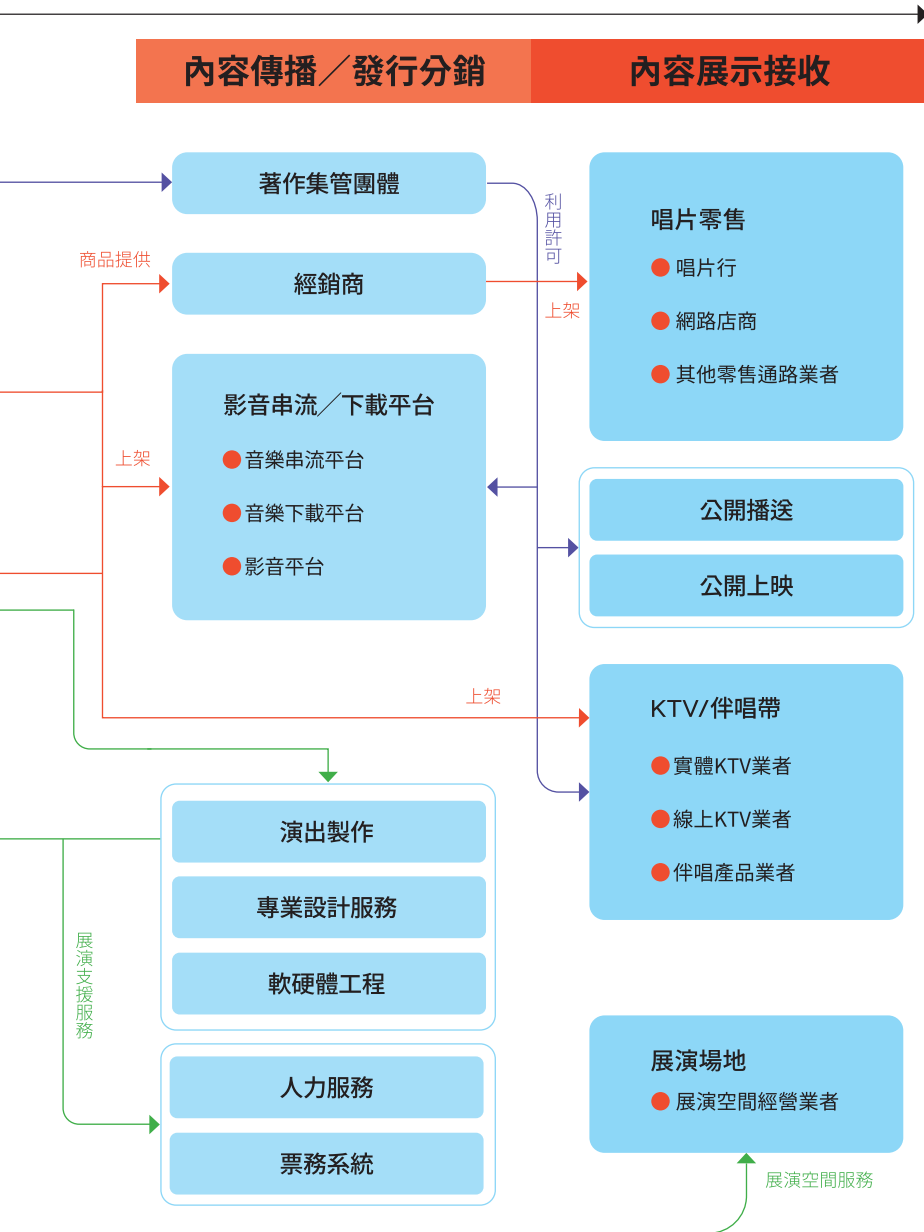 內容傳播／發行分銷
內容展示接收
著作集管團體
商品提供
經銷商
影音串流／下載平台
上架
音樂串流平台
音樂下載平台
影音平台
利用許可
上架
唱片零售
唱片行
網路店商
其他零售通路業者
公開播送
公開上映
上架
KTV/伴唱帶
實體KTV業者
線上KTV業者
伴唱產品業者
演出製作
專業設計服務
軟硬體工程
展演支援服務
人力服務
票務系統
展演場地
展演空間經營業者
展演空間服務